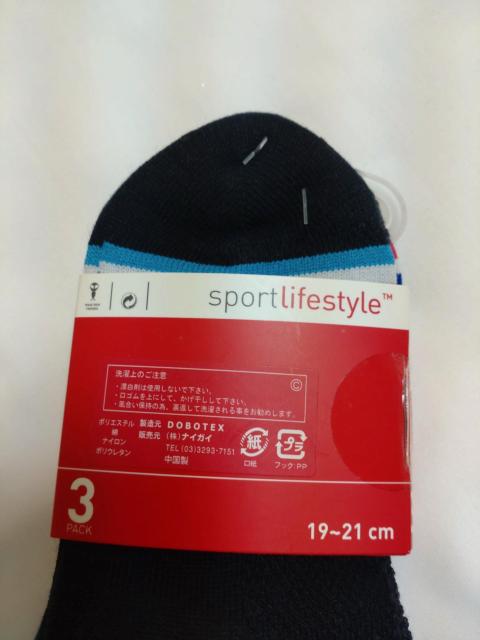 sportlifestyle™
洗濯上のご注意
・漂白剤は使用しないで下さい。
・口ゴムを上にして、かげ干しして下さい。
・風合い保持の為、裏返して洗濯される事をお勧めします。
©
ポリエステル
綿
ナイロン
ポリウレタン
製造元 DOBOTEX
販売元 (株)ナイガイ
TEL (03)3293-7151
中国製
紙
口紙
プラ
フック:PP
3
PACK
19~21 cm